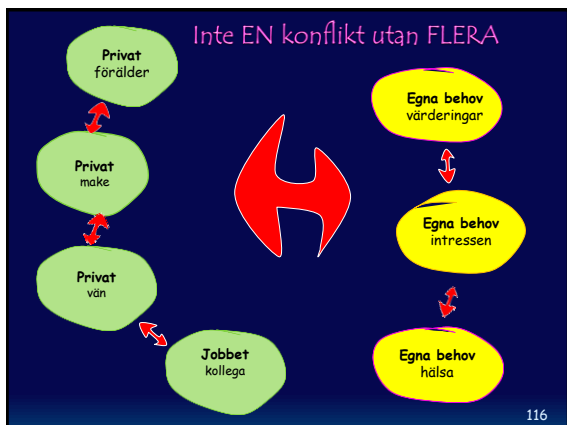 Inte EN konflikt utan FLERA
Privat
förälder
Privat
make
Privat
vän
Jobbet
kollega
Egna behov
värderingar
Egna behov
intressen
Egna behov
hälsa
116